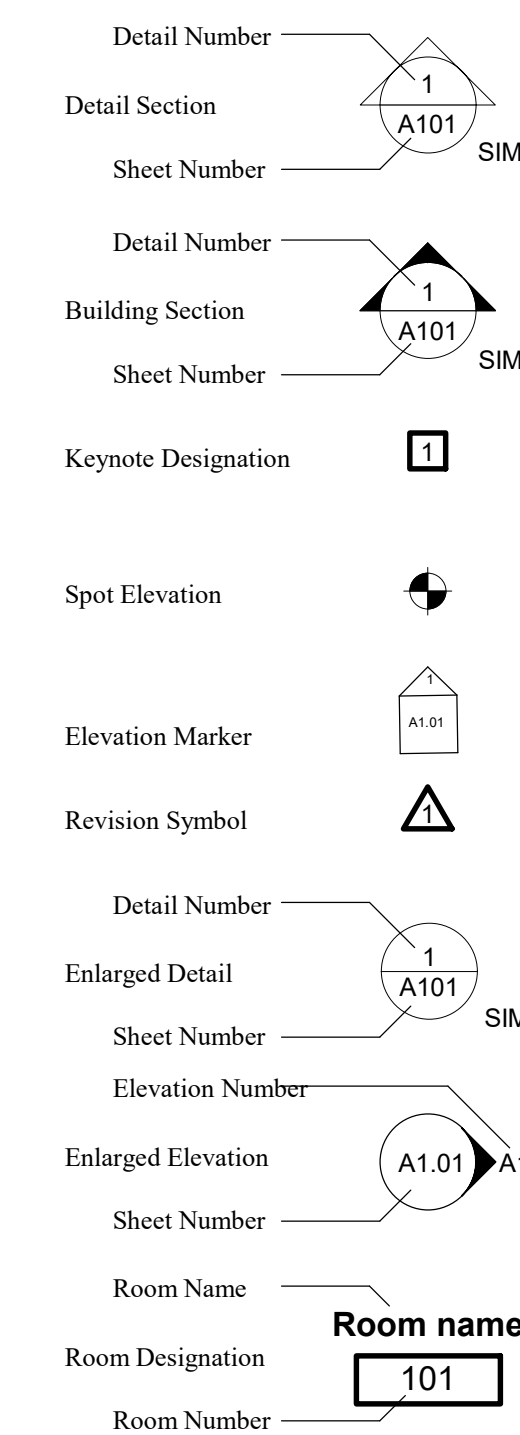 Detail Number
1
Detail Section
A101
SIM
Sheet Number
Detail Number
1
Building Section
A101
SIM
Sheet Number
Keynote Designation
1
Spot Elevation
1
A1.01
Elevation Marker
Revision Symbol
1
Detail Number
1
Enlarged Detail
A101
SIM
Sheet Number
Elevation Number
Enlarged Elevation
A1.01
A1
Sheet Number
Room Name
Room name
Room Designation
101
Room Number